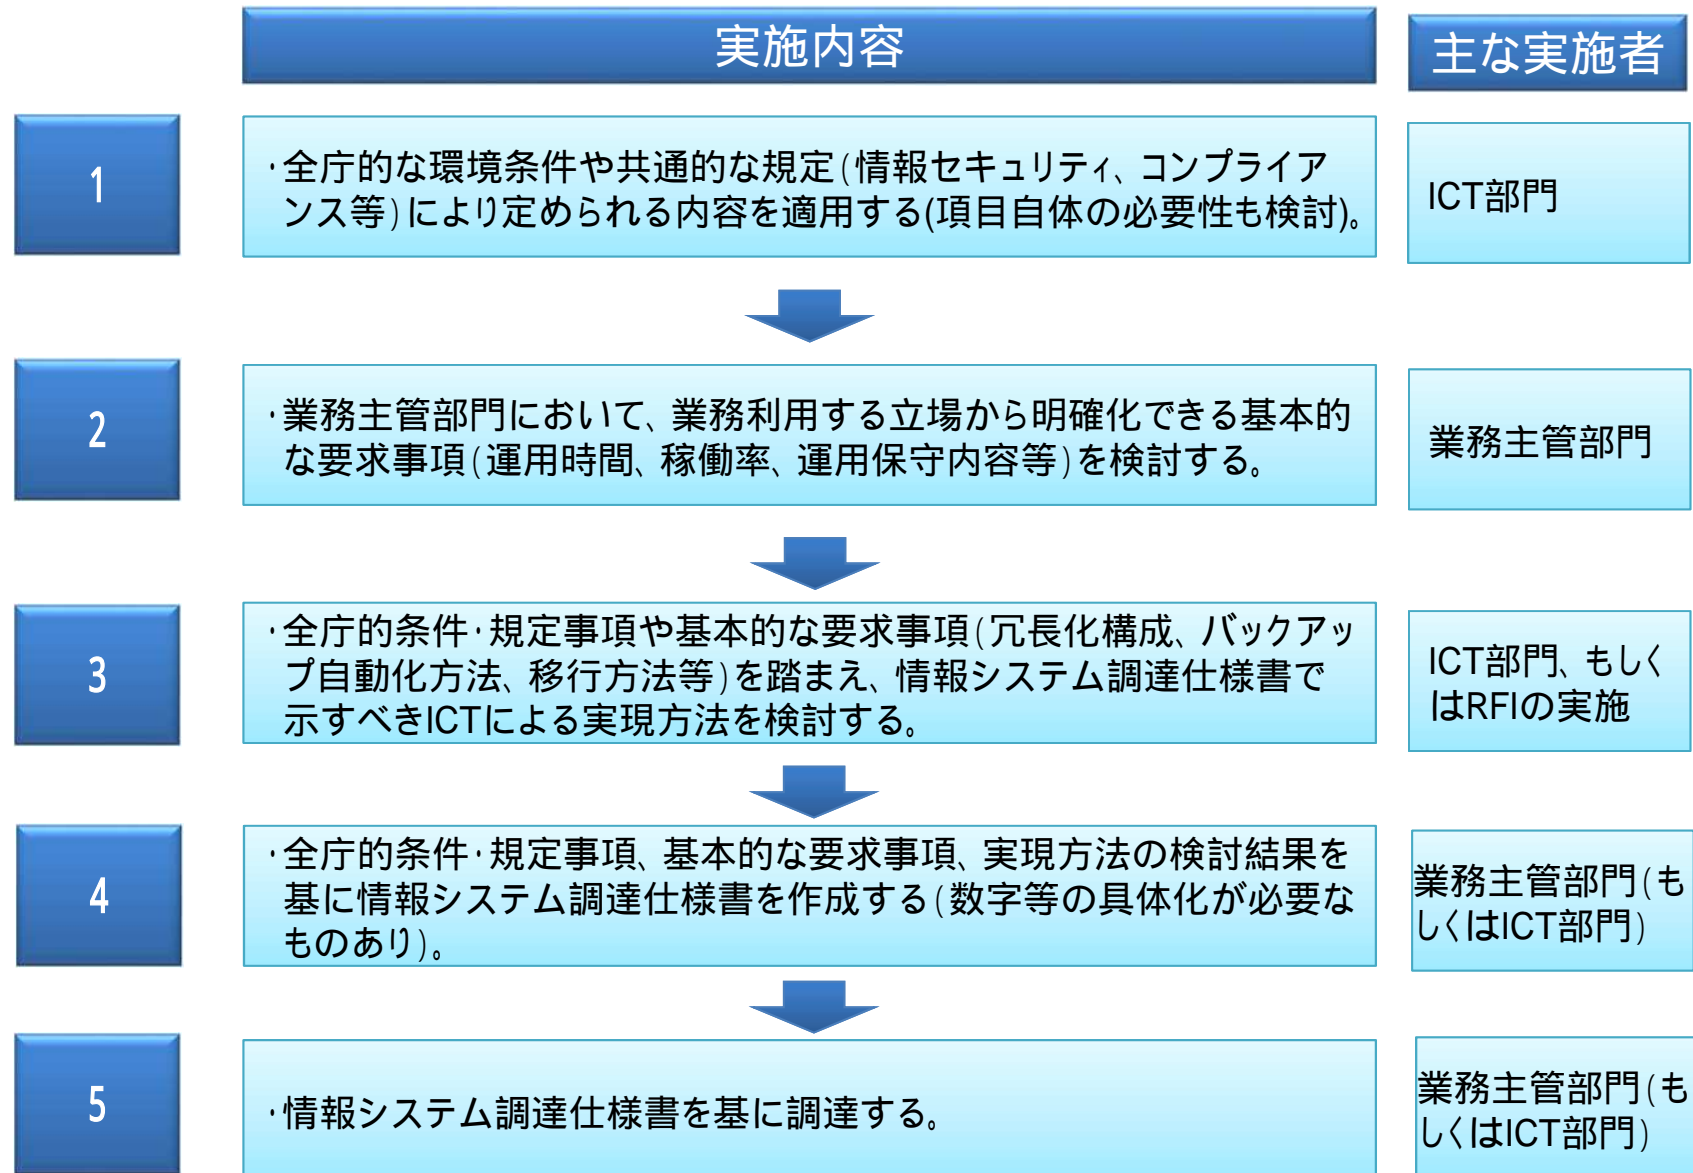 実施内容
主な実施者
1
・全庁的な環境条件や共通的な規定(情報セキュリティ、コンプライア
ンス等)により定められる内容を適用する(項目自体の必要性も検討)。
ICT部門
2
・業務主管部門において、業務利用する立場から明確化できる基本的
な要求事項(運用時間、稼働率、運用保守内容等)を検討する。
業務主管部門
3
・全庁的条件・規定事項や基本的な要求事項(冗長化構成、バックアッ
プ自動化方法、移行方法等)を踏まえ、情報システム調達仕様書で
示すべきICTによる実現方法を検討する。
ICT部門、もしく
はRFIの実施
4
・全庁的条件・規定事項、基本的な要求事項、実現方法の検討結果を
基に情報システム調達仕様書を作成する(数字等の具体化が必要な
ものあり)。
業務主管部門(も
しくはICT部門)
5
・情報システム調達仕様書を基に調達する。
業務主管部門(も
しくはICT部門)